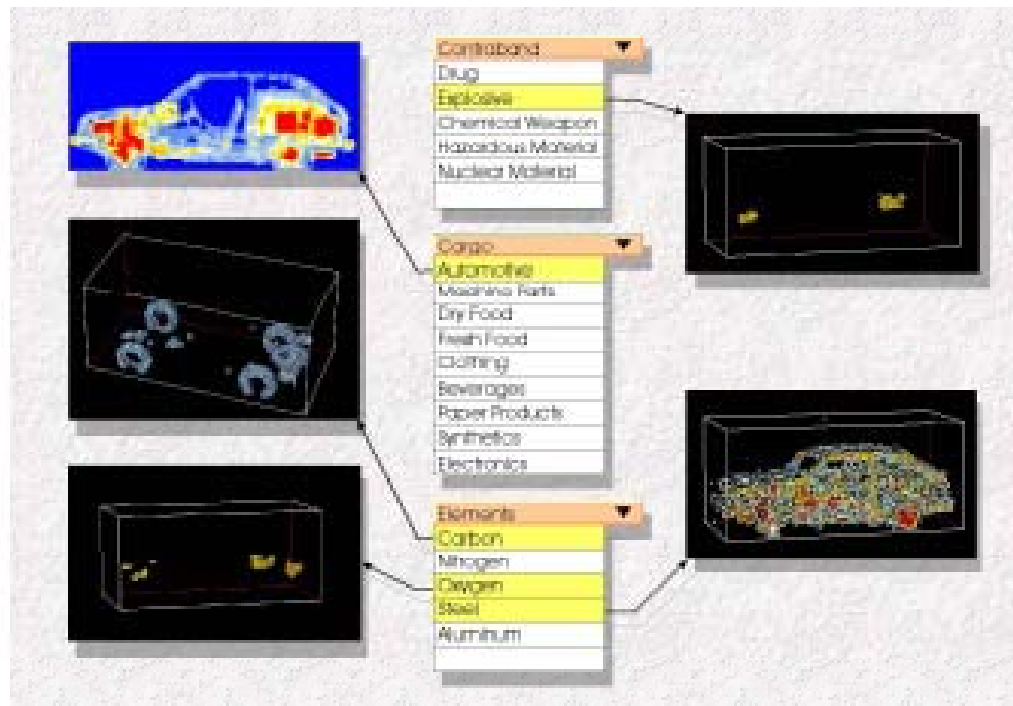 Contraband
Drug
Explosive
Chemical Weapon
Hazardous Material
Nuclear Material
Cargo
Automotive
Machine Parts
Dry Food
Fresh Food
Clothing
Beverages
Paper Products
Synthetics
Electronics
Elements
Carbon
Nitrogen
Oxygen
Steel
Aluminum